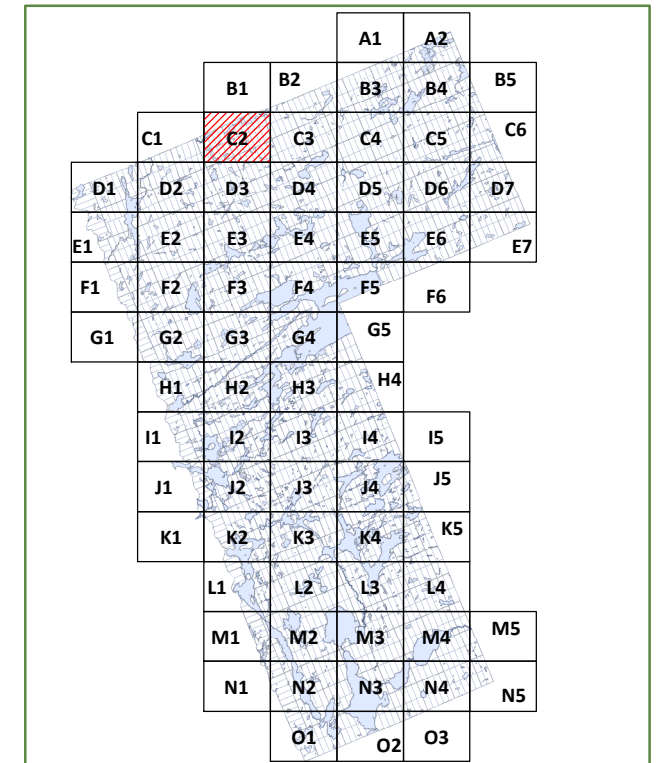 A1 A2
B1 B2 B3 B4 B5
C1 C2 C3 C4 C5 C6
D1 D2 D3 D4 D5 D6 D7
E1 E2 E3 E4 E5 E6 E7
F1 F2 F3 F4 F5 F6
G1 G2 G3 G4 G5
H1 H2 H3 H4
I1 I2 I3 I4 I5
J1 J2 J3 J4 J5
K1 K2 K3 K4 K5
L1 L2 L3 L4
M1 M2 M3 M4 M5
N1 N2 N3 N4 N5
O1 O2 O3